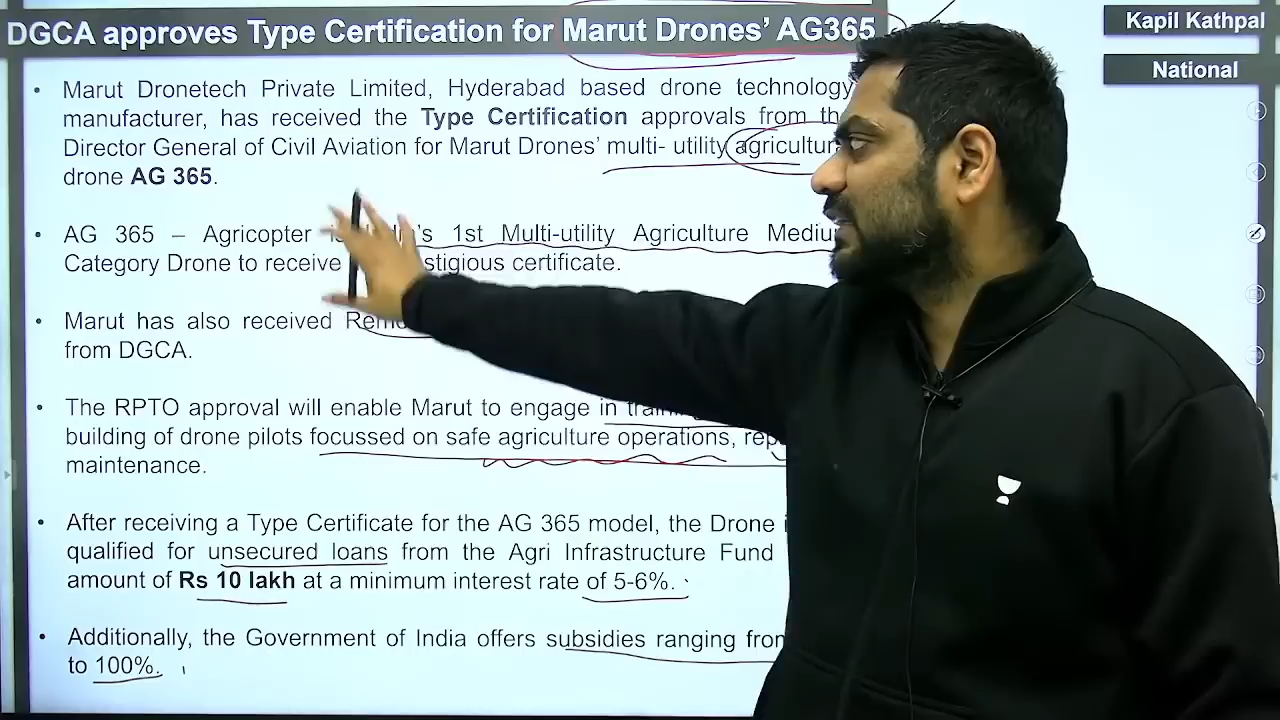 DGCA approves Type Certification for Marut Drones' AG365
Kapil Kathpal
National
• Marut Dronetech Private Limited, Hyderabad based drone technology
manufacturer, has received the Type Certification approvals from the
Director General of Civil Aviation for Marut Drones' multi- utility
drone AG 365.
• AG 365 – Agricopter 1st Multi-utility Agriculture
Category Drone to receive certificate.
• Marut has also received
from DGCA.
• The RPTO approval will enable Marut to engage in
building of drone pilots focussed on safe agriculture operations,
maintenance.
• After receiving a Type Certificate for the AG 365 model, the Drone
qualified for unsecured loans from the Agri Infrastructure Fund
amount of Rs 10 lakh at a minimum interest rate of 5-6%.
• Additionally, the Government of India offers subsidies ranging from
to 100%.